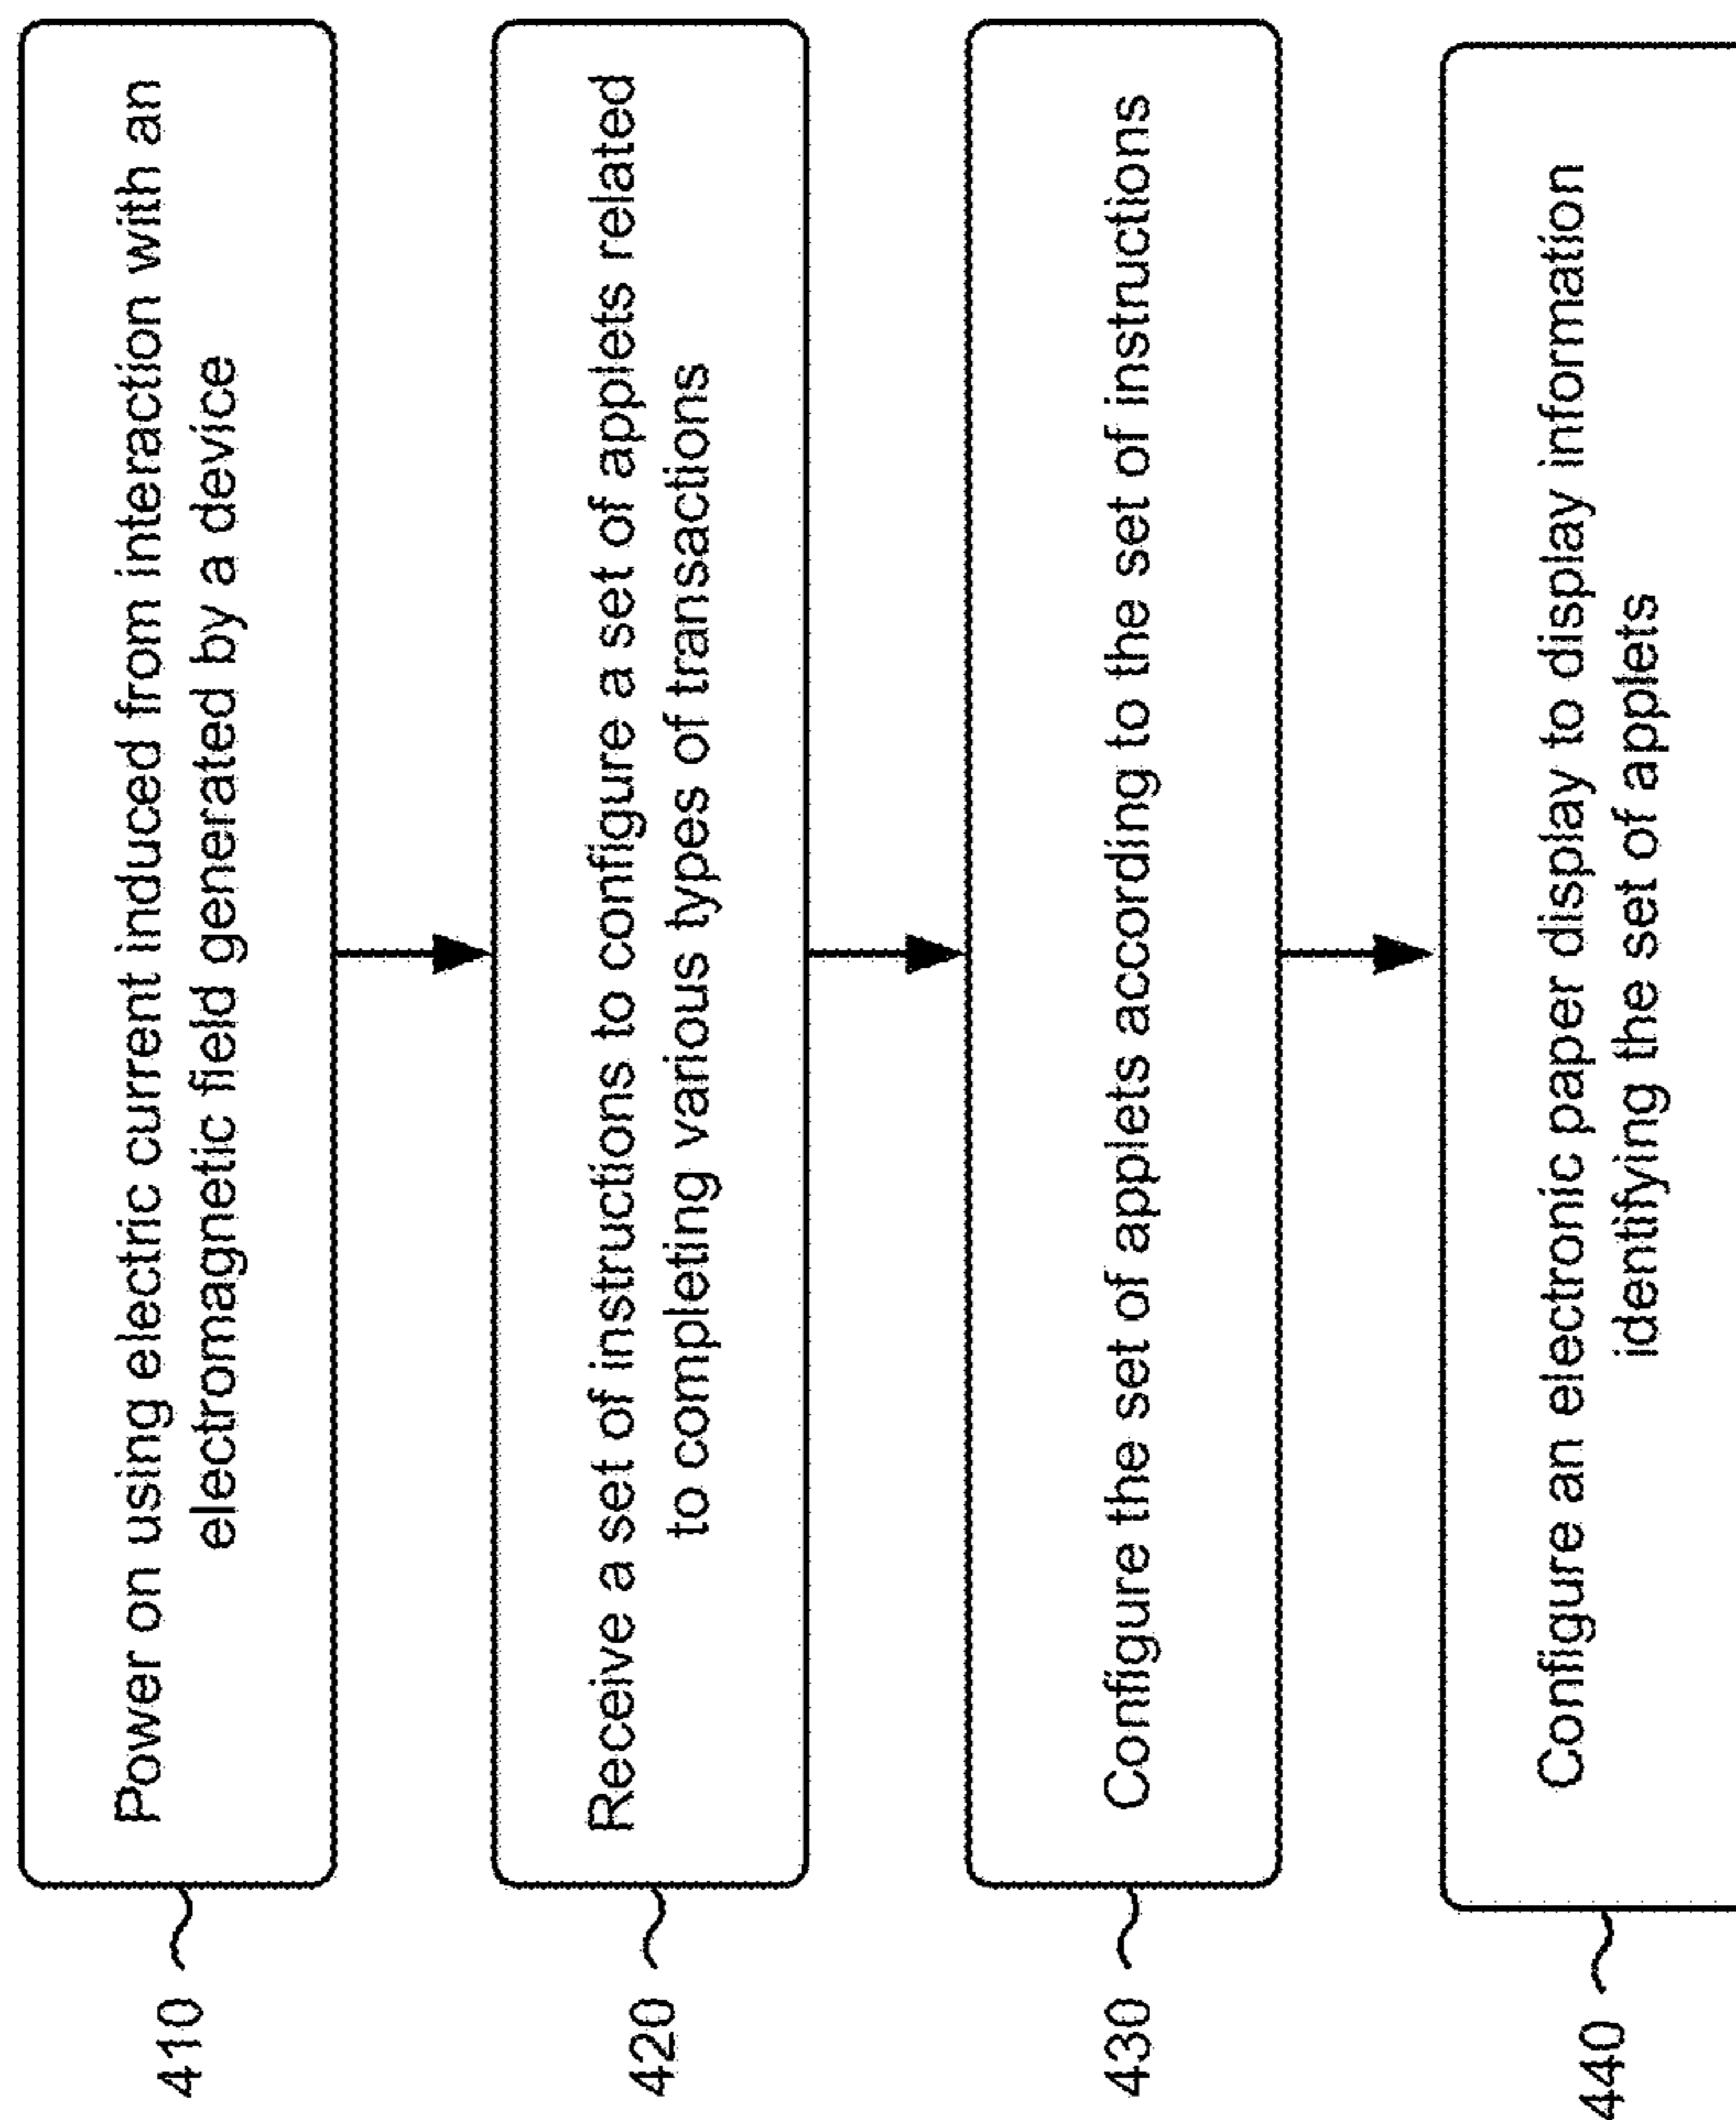 410
Power on using electric current induced from interaction with an
electromagnetic field generated by a device
420
Receive a set of instructions to configure a set of applets related
to completing various types of transactions
430
Configure the set of applets according to the set of instructions
440
Configure an electronic paper display to display information
identifying the set of applets